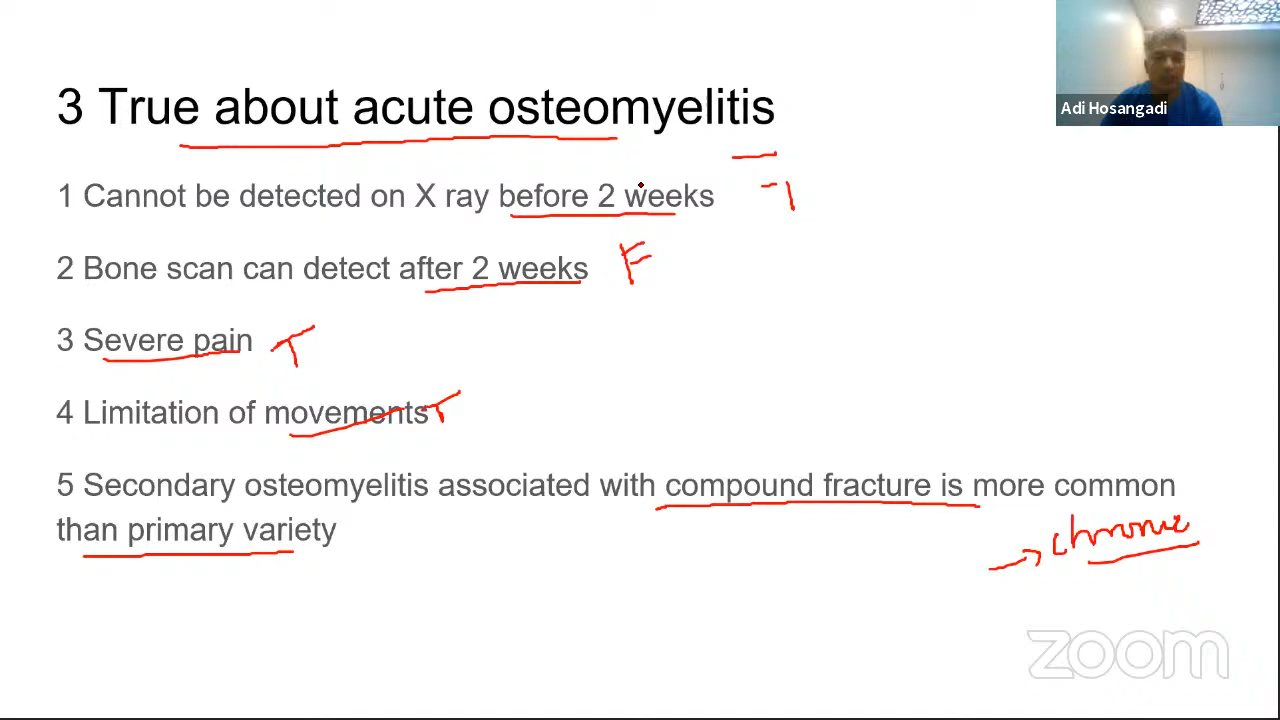 Adi Hosangadi
3 True about acute osteomyelitis
1 Cannot be detected on X ray before 2 weeks T
2 Bone scan can detect after 2 weeks F
3 Severe pain T
4 Limitation of movements T
5 Secondary osteomyelitis associated with compound fracture is more common
than primary variety
→ chronic
zoom